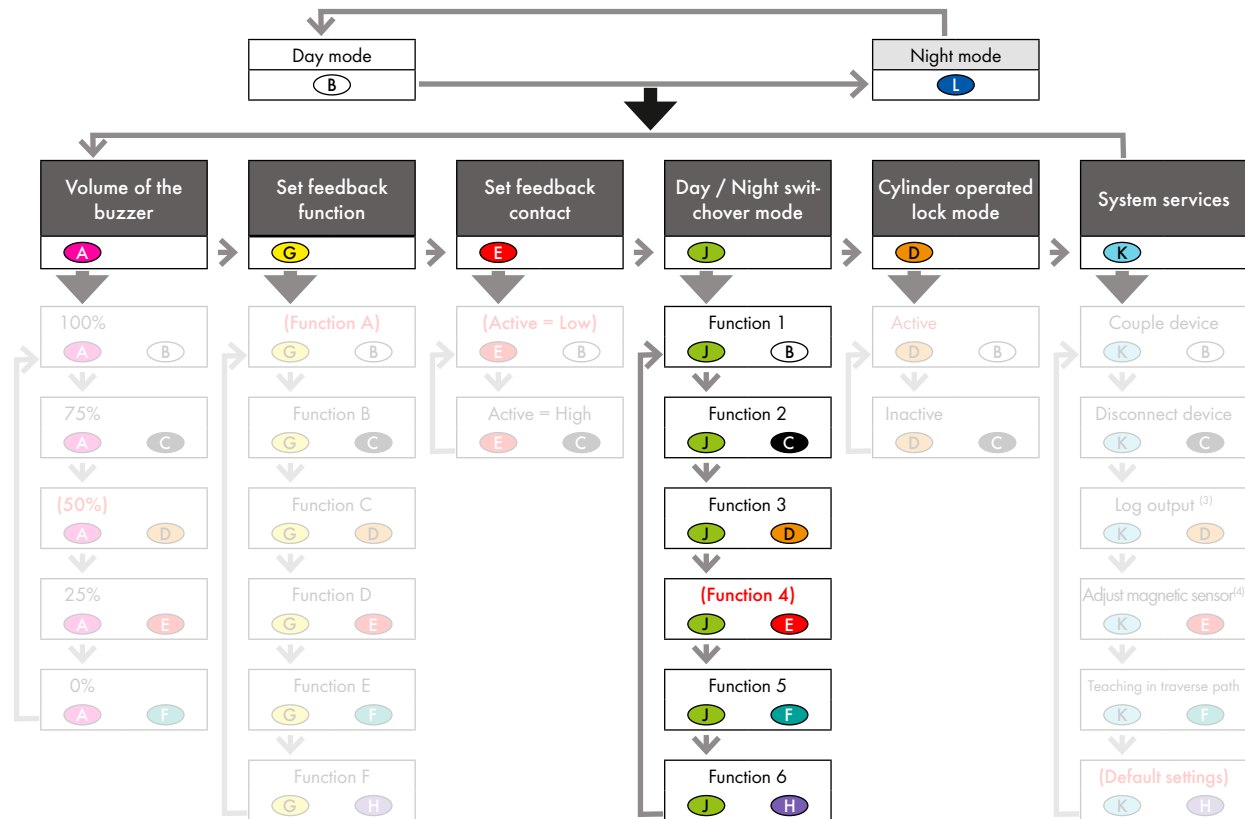 Day mode
B
Night mode
L
Volume of the
buzzer
A
Set feedback
function
G
Set feedback
contact
E
Day / Night swit-
chover mode
J
Cylinder operated
lock mode
D
System services
K
100%
A B
75%
A C
(50%)
A D
25%
A E
0%
A F
(Function A)
G B
Function B
G C
Function C
G D
Function D
G E
Function E
G F
Function F
G H
(Active = Low)
E B
Active = High
E C
Function 1
J B
Function 2
J C
Function 3
J D
(Function 4)
J E
Function 5
J F
Function 6
J H
Active
D B
Inactive
D C
Couple device
K B
Disconnect device
K C
Log output (3)
K D
Adjust magnetic sensor(4)
K E
Teaching in traverse path
K F
(Default settings)
K H